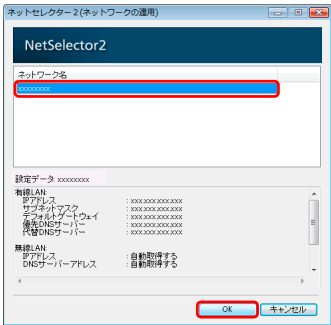 ネットセレクター2(ネットワークの適用)
NetSelector2
ネットワーク名
xxxxxxxx
設定データ xxxxxxxx
有線LAN:
IPアドレス : xxx.xxx.xxx.xxx
サブネットマスク : xxx.xxx.xxx.xxx
デフォルトゲートウェイ : xxx.xxx.xxx.xxx
優先DNSサーバー : xxx.xxx.xxx.xxx
代替DNSサーバー : xxx.xxx.xxx.xxx
無線LAN:
IPアドレス : 自動取得する
DNSサーバーアドレス : 自動取得する
OK キャンセル